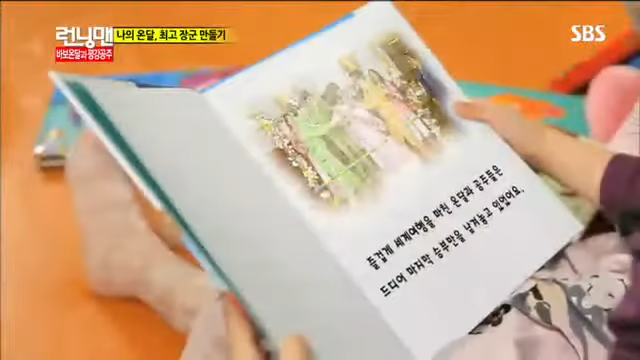 런닝맨
바보온달과 평강공주
나의 온달, 최고 장군 만들기
SBS
즐겁게 세계여행을 마친 온달과 공주들은
드디어 마지막 승부만을 남겨놓고 있었어요.